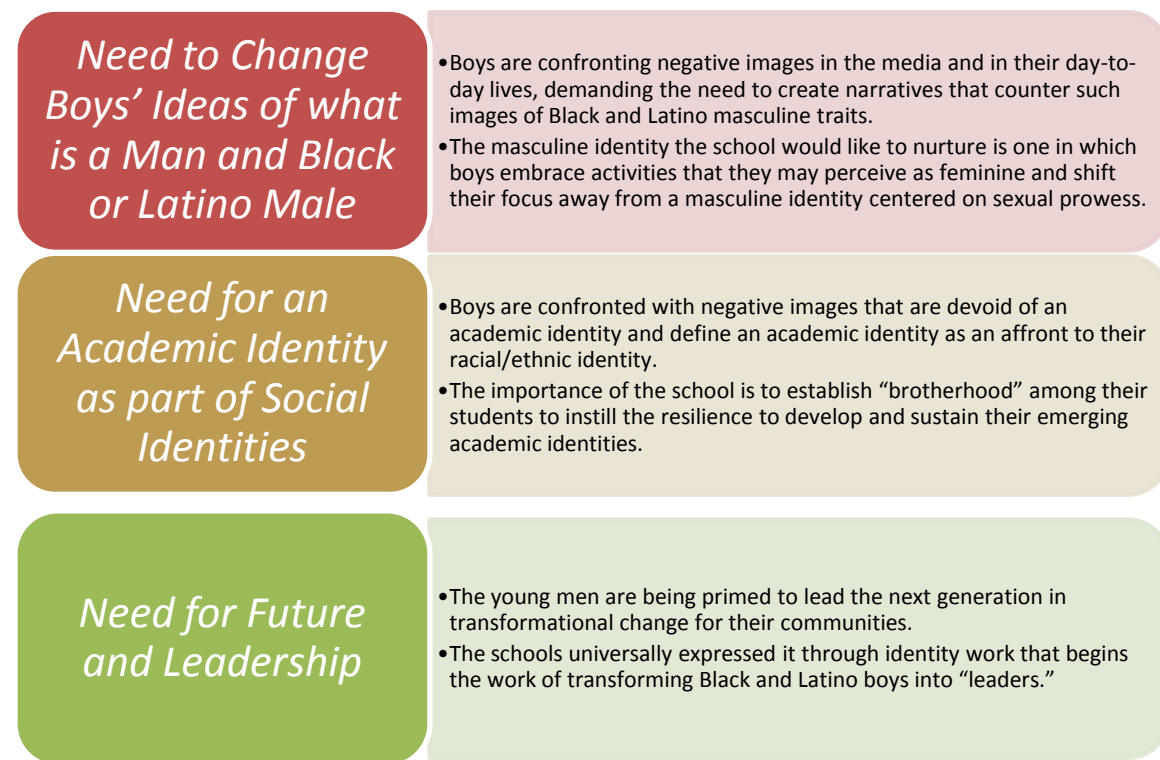 Need to Change
Boys’ Ideas of what
is a Man and Black
or Latino Male
•Boys are confronting negative images in the media and in their day-to-
day lives, demanding the need to create narratives that counter such
images of Black and Latino masculine traits.
•The masculine identity the school would like to nurture is one in which
boys embrace activities that they may perceive as feminine and shift
their focus away from a masculine identity centered on sexual prowess.
Need for an
Academic Identity
as part of Social
Identities
•Boys are confronted with negative images that are devoid of an
academic identity and define an academic identity as an affront to their
racial/ethnic identity.
•The importance of the school is to establish “brotherhood” among their
students to instill the resilience to develop and sustain their emerging
academic identities.
Need for Future
and Leadership
•The young men are being primed to lead the next generation in
transformational change for their communities.
•The schools universally expressed it through identity work that begins
the work of transforming Black and Latino boys into “leaders.”